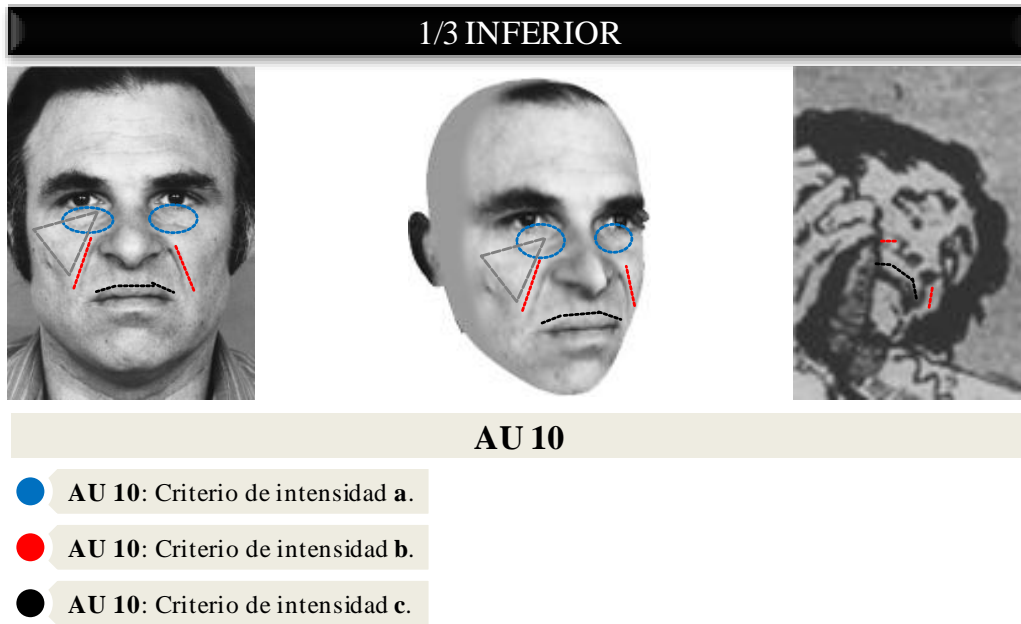 1/3 INFERIOR
AU 10
AU 10: Criterio de intensidad a.
AU 10: Criterio de intensidad b.
AU 10: Criterio de intensidad c.